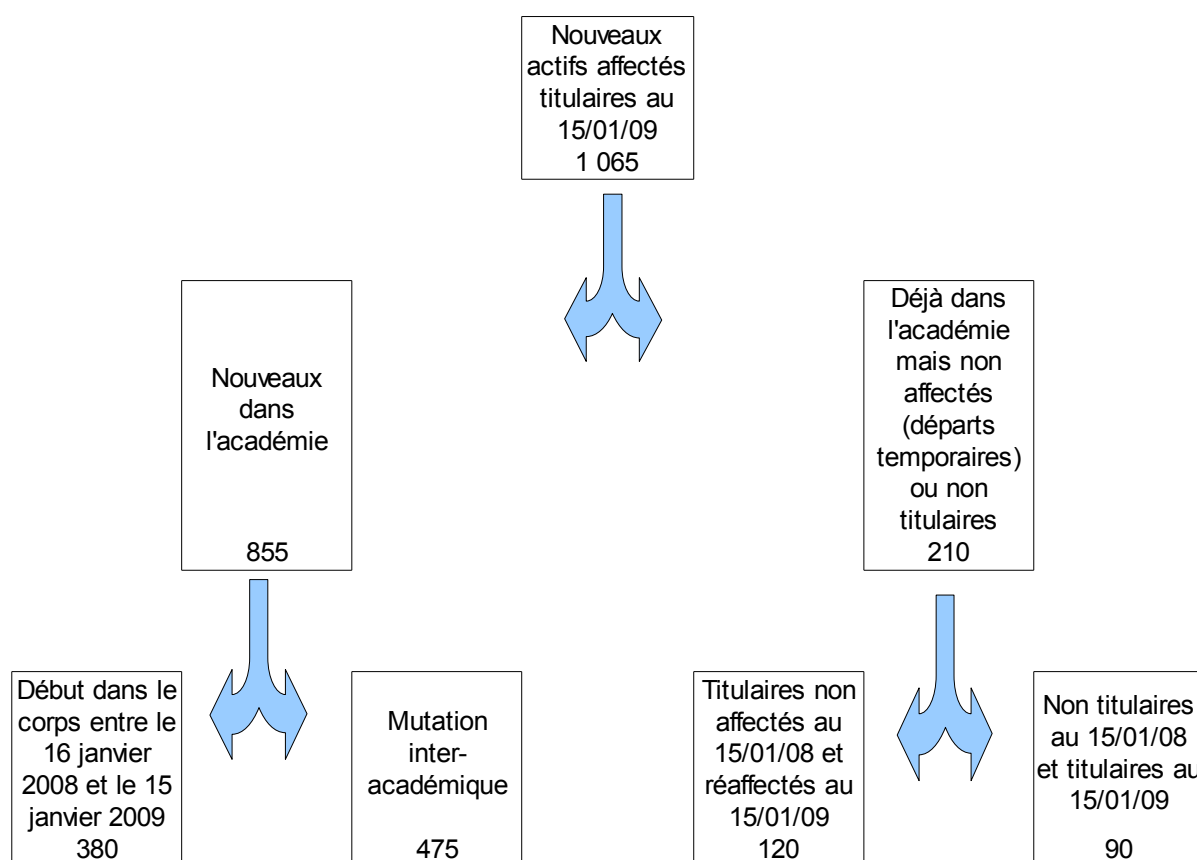 Nouveaux
actifs affectés
titulaires au
15/01/09
1 065
Nouveaux
dans
l'académie
855
Déjà dans
l'académie
mais non
affectés
(départs
temporaires)
ou non
titulaires
210
Début dans le
corps entre le
16 janvier
2008 et le 15
janvier 2009
380
Mutation
inter-
académique
475
Titulaires non
affectés au
15/01/08 et
réaffectés au
15/01/09
120
Non titulaires
au 15/01/08
et titulaires au
15/01/09
90